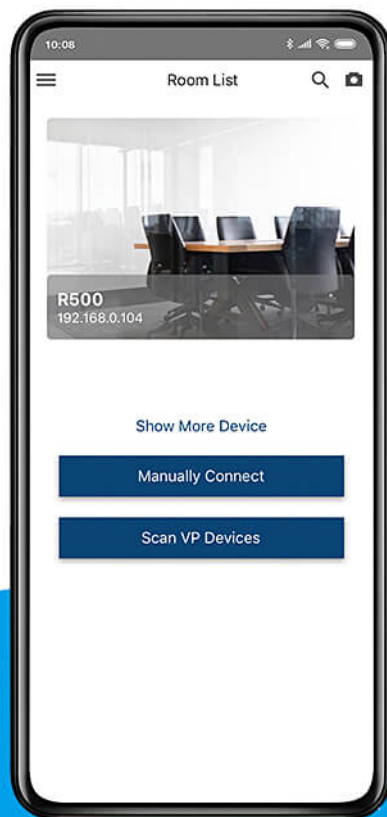 10:08
Room List
R500
192.168.0.104
Show More Device
Manually Connect
Scan VP Devices